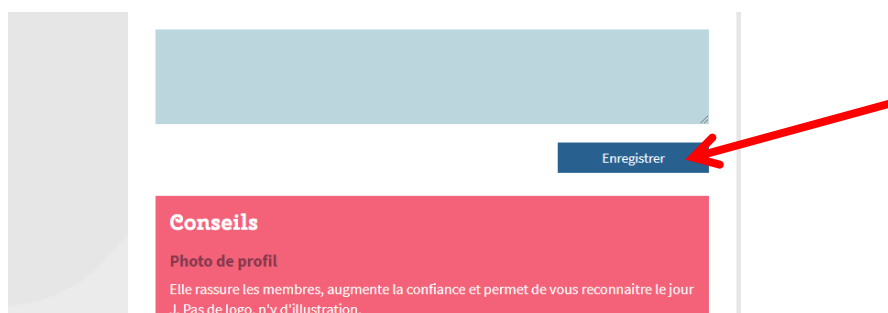 Enregistrer
Conseils
Photo de profil
Elle rassure les membres, augmente la confiance et permet de vous reconnaitre le jour
J. Pas de logo, n'y d'illustration.